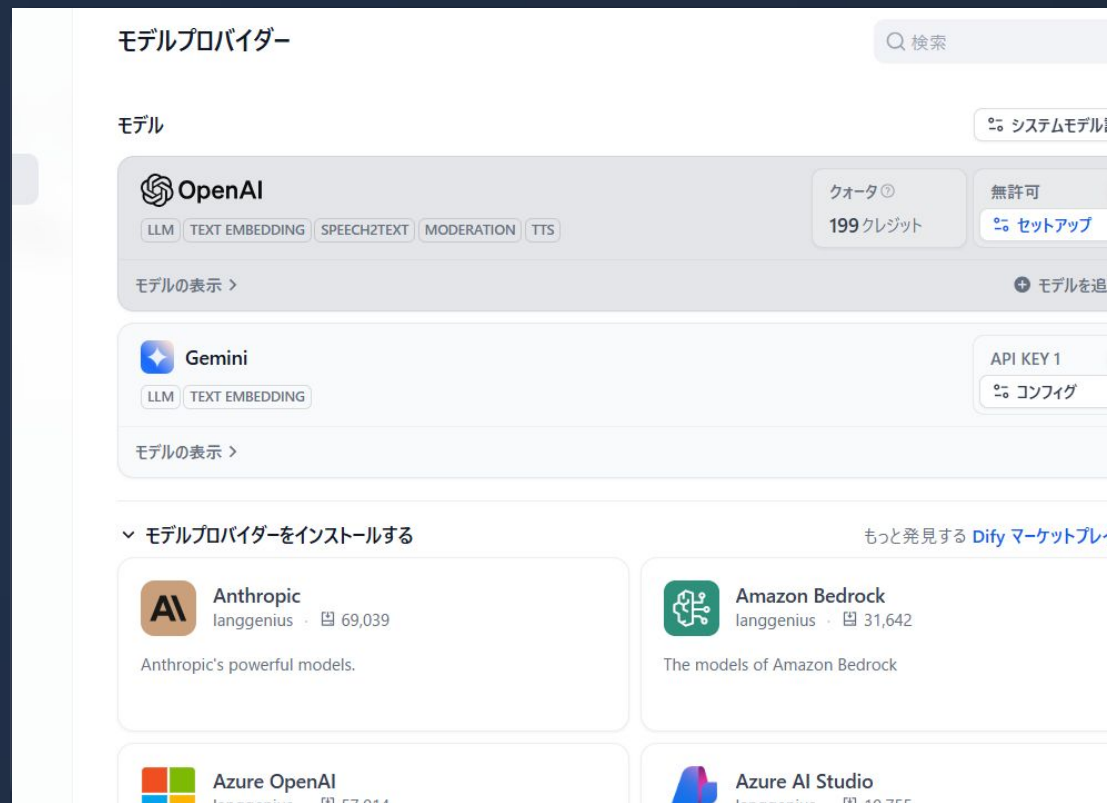 モデルプロバイダー
検索
モデル
システムモデル
OpenAI
LLM TEXT EMBEDDING SPEECH2TEXT MODERATION TTS
クォータ
199 クレジット
無許可
セットアップ
モデルの表示
モデルを追
Gemini
LLM TEXT EMBEDDING
API KEY 1
コンフィグ
モデルの表示
モデルプロバイダーをインストールする
もっと発見する Dify マーケットプレ
Anthropic
langgenius · 69,039
Anthropic's powerful models.
Amazon Bedrock
langgenius · 31,642
The models of Amazon Bedrock
Azure OpenAI
Azure AI Studio